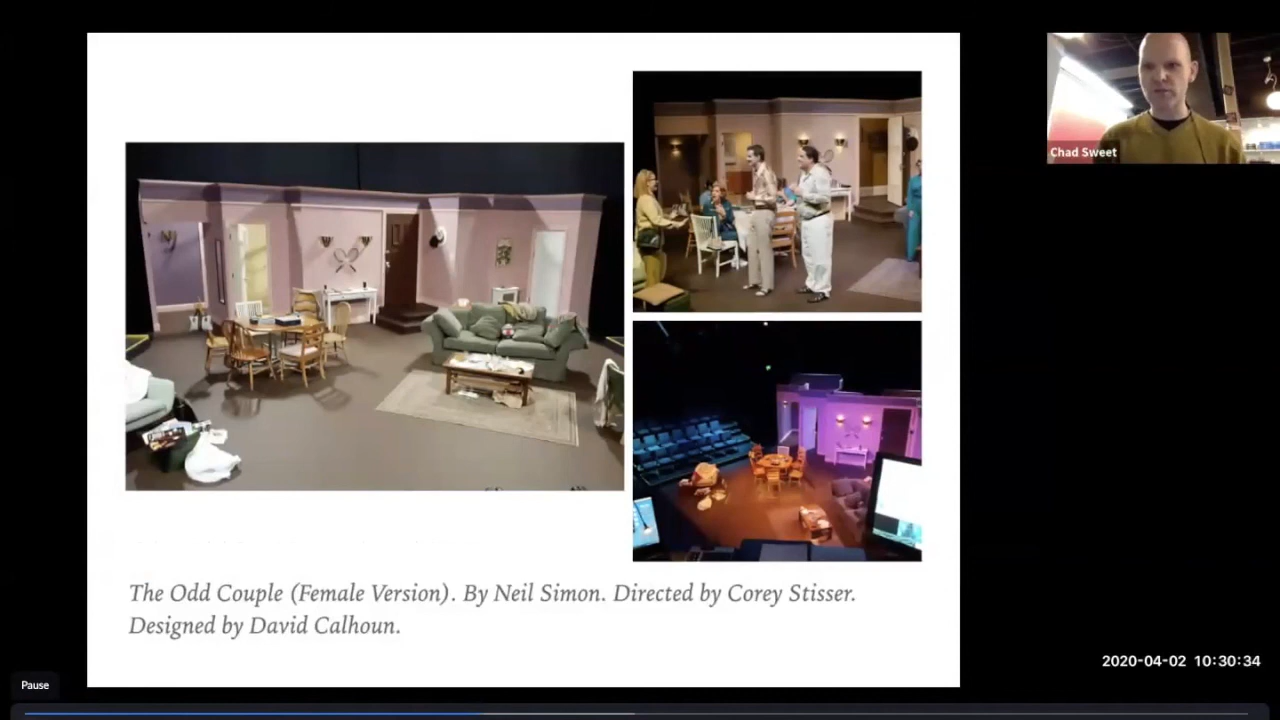 Chad Sweet
The Odd Couple (Female Version). By Neil Simon. Directed by Corey Stisser.
Designed by David Calhoun.
2020-04-02 10:30:34
Pause